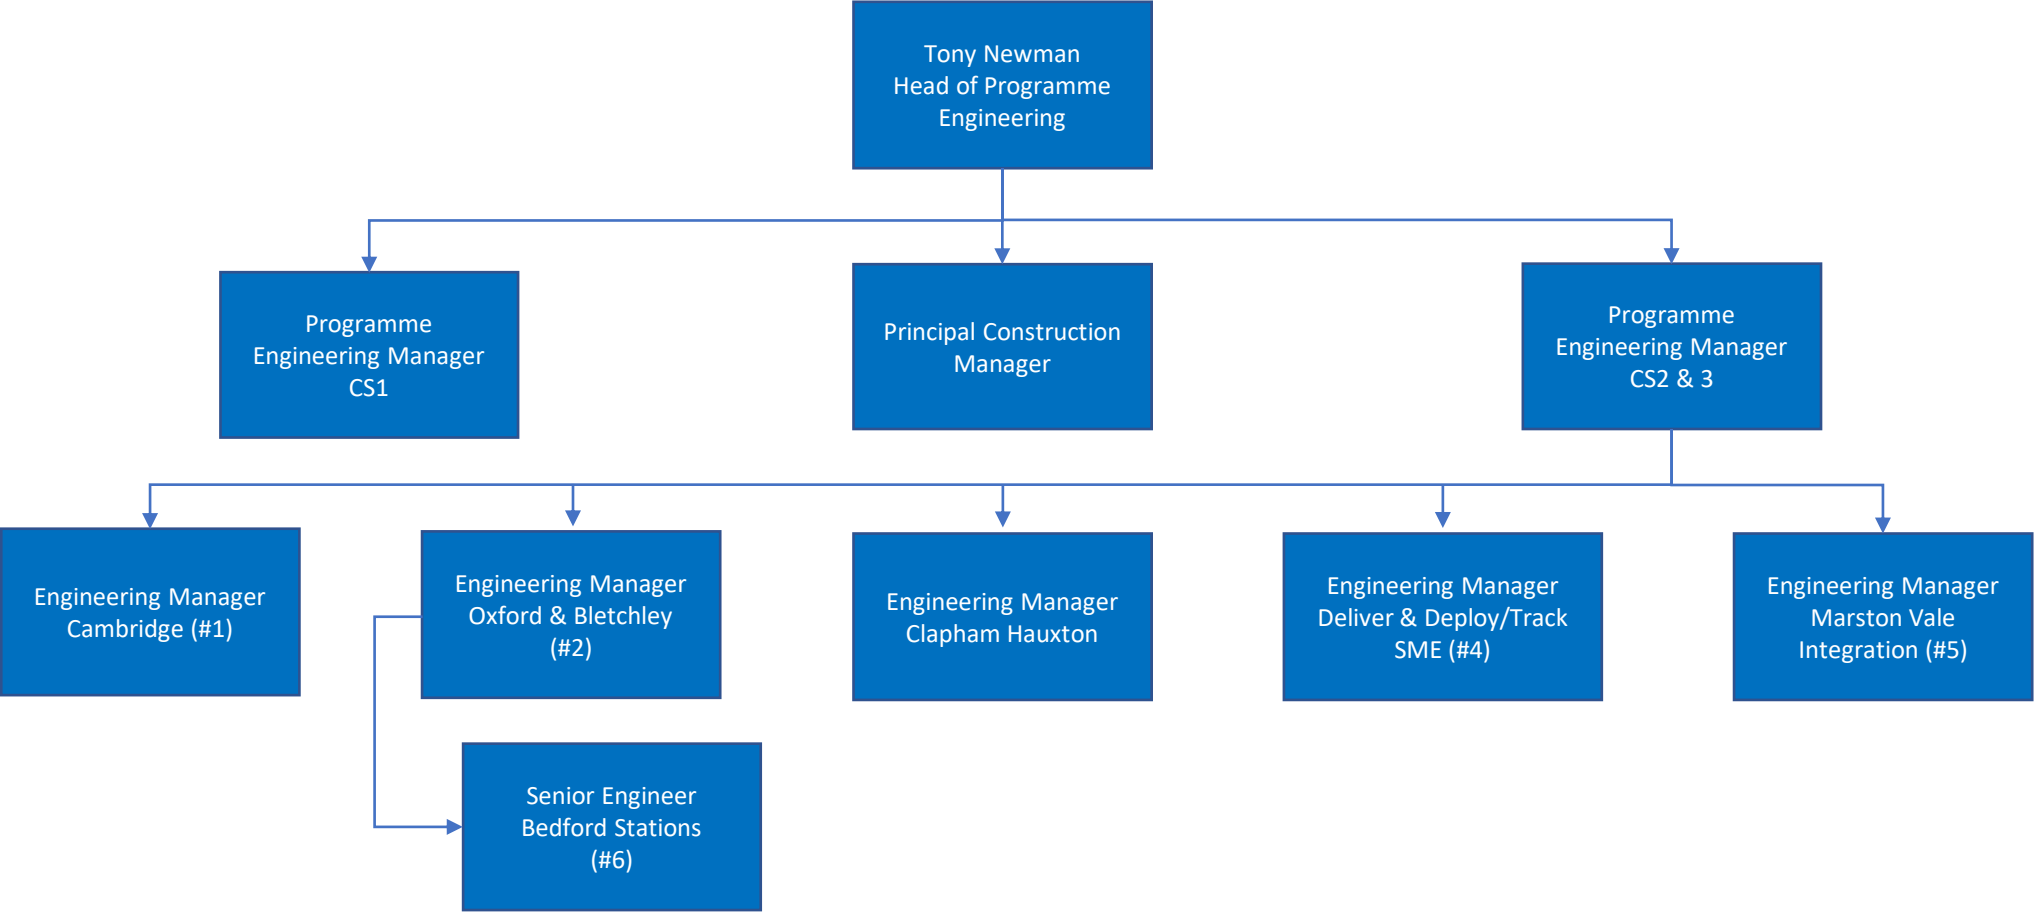 Tony Newman
Head of Programme
Engineering
Programme
Engineering Manager
CS1
Principal Construction
Manager
Programme
Engineering Manager
CS2 & 3
Engineering Manager
Cambridge (#1)
Engineering Manager
Oxford & Bletchley
(#2)
Engineering Manager
Clapham Hauxton
Engineering Manager
Deliver & Deploy/Track
SME (#4)
Engineering Manager
Marston Vale
Integration (#5)
Senior Engineer
Bedford Stations
(#6)